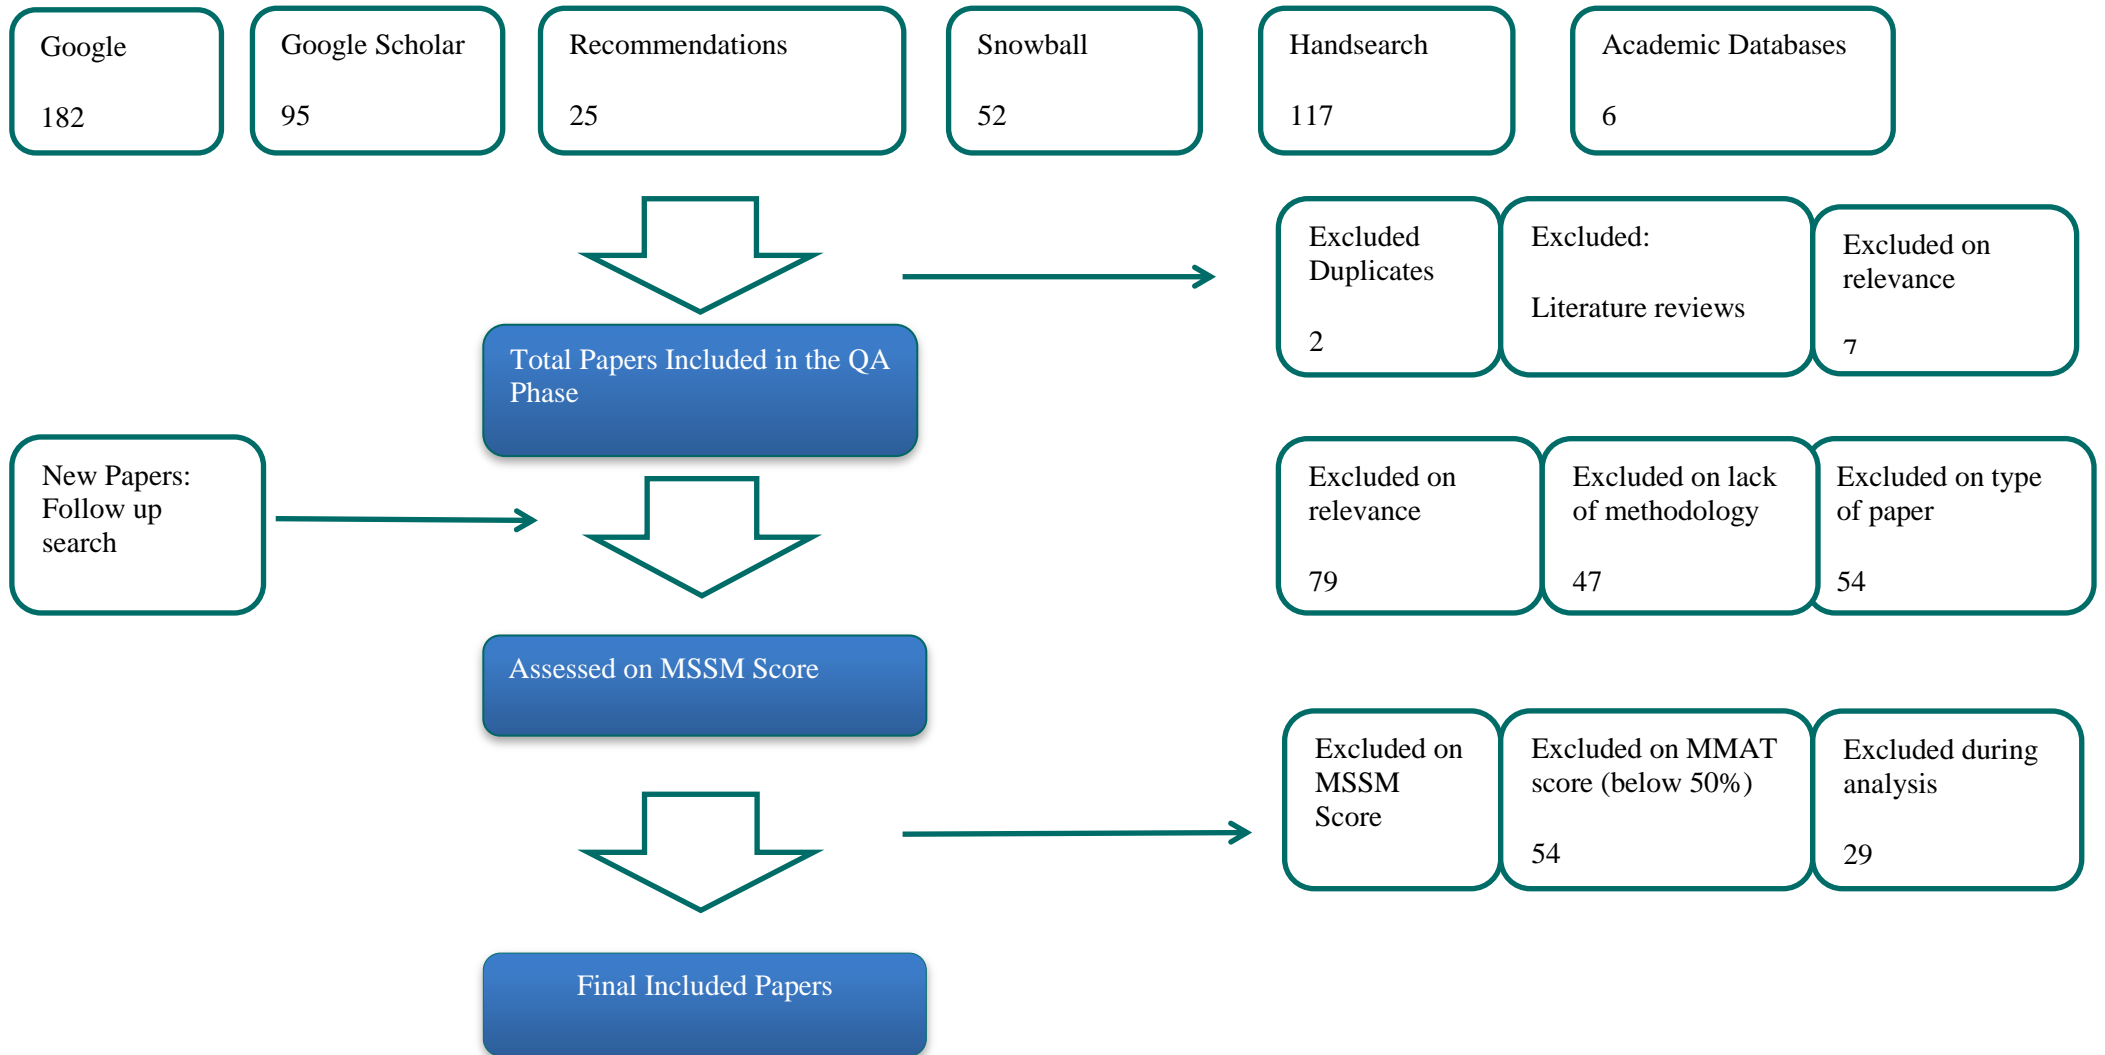 Google
182
Google Scholar
95
Recommendations
25
Snowball
52
Handsearch
117
Academic Databases
6
Excluded
Duplicates
2
Excluded:
Literature reviews
Excluded on
relevance
7
Total Papers Included in the QA
Phase
New Papers:
Follow up
search
Excluded on
relevance
79
Excluded on lack
of methodology
47
Excluded on type
of paper
54
Assessed on MSSM Score
Excluded on
MSSM
Score
Excluded on MMAT
score (below 50%)
54
Excluded during
analysis
29
Final Included Papers